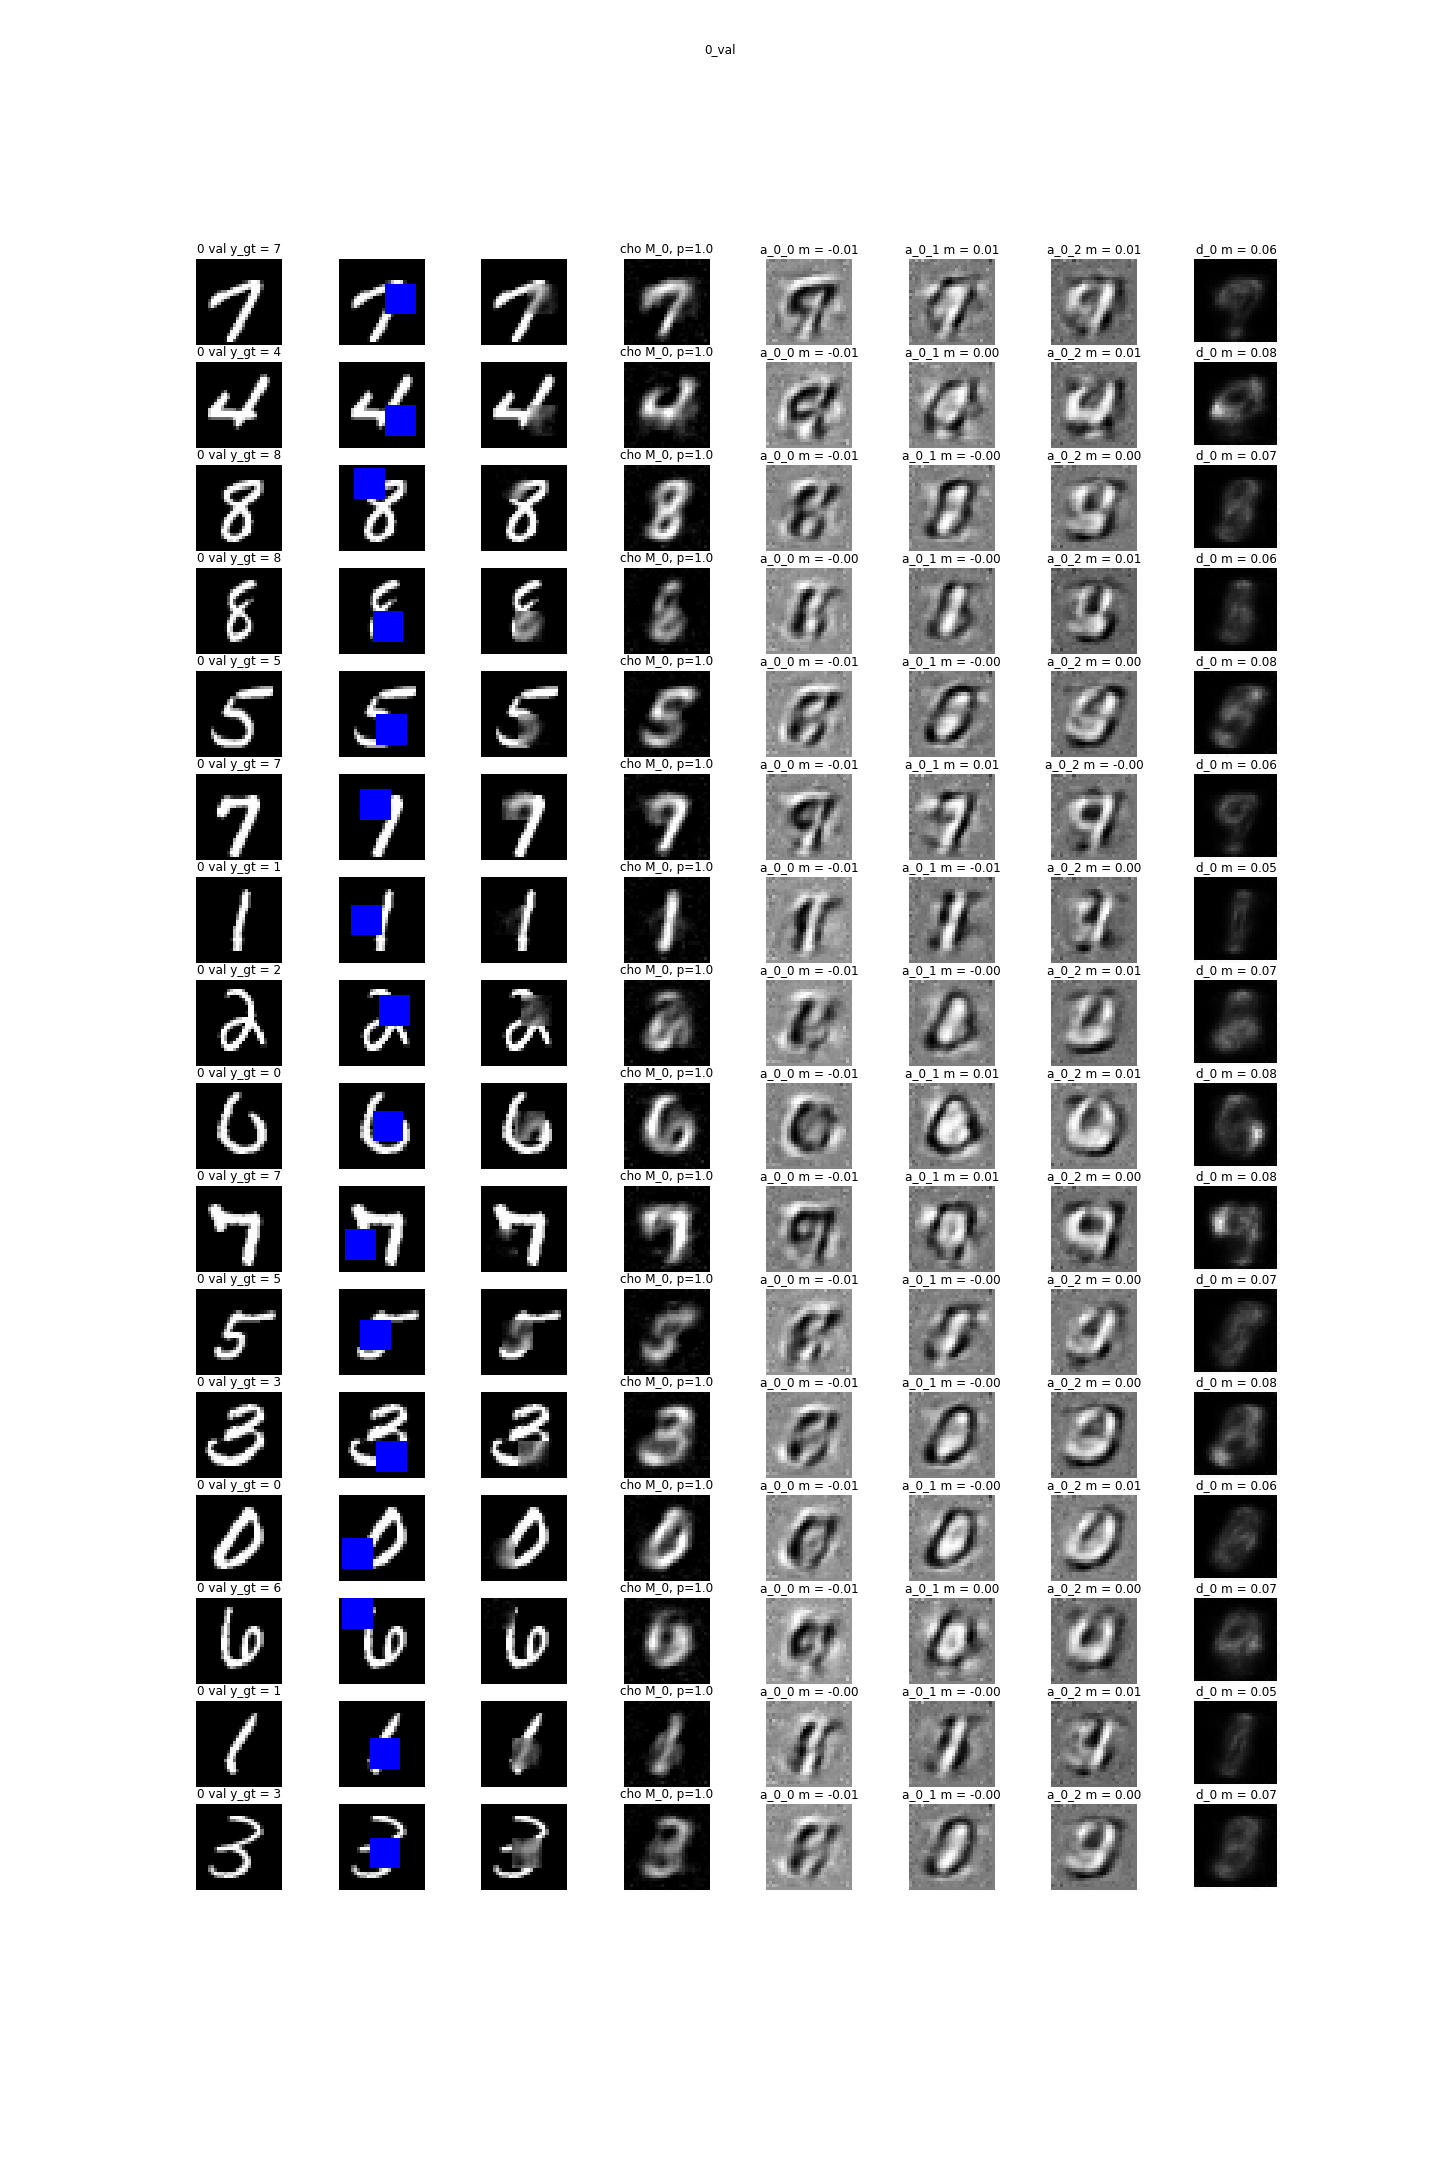 0_val
0 val y_gt = 7 cho M_0, p=1.0 a_0_0 m = -0.01 a_0_1 m = 0.01 a_0_2 m = 0.01 d_0 m = 0.06
0 val y_gt = 4 cho M_0, p=1.0 a_0_0 m = -0.01 a_0_1 m = 0.00 a_0_2 m = 0.01 d_0 m = 0.08
0 val y_gt = 8 cho M_0, p=1.0 a_0_0 m = -0.01 a_0_1 m = -0.00 a_0_2 m = 0.00 d_0 m = 0.07
0 val y_gt = 8 cho M_0, p=1.0 a_0_0 m = -0.00 a_0_1 m = -0.00 a_0_2 m = 0.01 d_0 m = 0.06
0 val y_gt = 5 cho M_0, p=1.0 a_0_0 m = -0.01 a_0_1 m = -0.00 a_0_2 m = 0.00 d_0 m = 0.08
0 val y_gt = 7 cho M_0, p=1.0 a_0_0 m = -0.01 a_0_1 m = 0.01 a_0_2 m = -0.00 d_0 m = 0.06
0 val y_gt = 1 cho M_0, p=1.0 a_0_0 m = -0.01 a_0_1 m = -0.01 a_0_2 m = 0.00 d_0 m = 0.05
0 val y_gt = 2 cho M_0, p=1.0 a_0_0 m = -0.01 a_0_1 m = -0.00 a_0_2 m = 0.01 d_0 m = 0.07
0 val y_gt = 0 cho M_0, p=1.0 a_0_0 m = -0.01 a_0_1 m = 0.01 a_0_2 m = 0.01 d_0 m = 0.08
0 val y_gt = 7 cho M_0, p=1.0 a_0_0 m = -0.01 a_0_1 m = 0.01 a_0_2 m = 0.00 d_0 m = 0.08
0 val y_gt = 5 cho M_0, p=1.0 a_0_0 m = -0.01 a_0_1 m = -0.00 a_0_2 m = 0.00 d_0 m = 0.07
0 val y_gt = 3 cho M_0, p=1.0 a_0_0 m = -0.01 a_0_1 m = -0.00 a_0_2 m = 0.00 d_0 m = 0.08
0 val y_gt = 0 cho M_0, p=1.0 a_0_0 m = -0.01 a_0_1 m = -0.00 a_0_2 m = 0.01 d_0 m = 0.06
0 val y_gt = 6 cho M_0, p=1.0 a_0_0 m = -0.01 a_0_1 m = 0.00 a_0_2 m = 0.00 d_0 m = 0.07
0 val y_gt = 1 cho M_0, p=1.0 a_0_0 m = -0.00 a_0_1 m = -0.00 a_0_2 m = 0.01 d_0 m = 0.05
0 val y_gt = 3 cho M_0, p=1.0 a_0_0 m = -0.01 a_0_1 m = -0.00 a_0_2 m = 0.00 d_0 m = 0.07